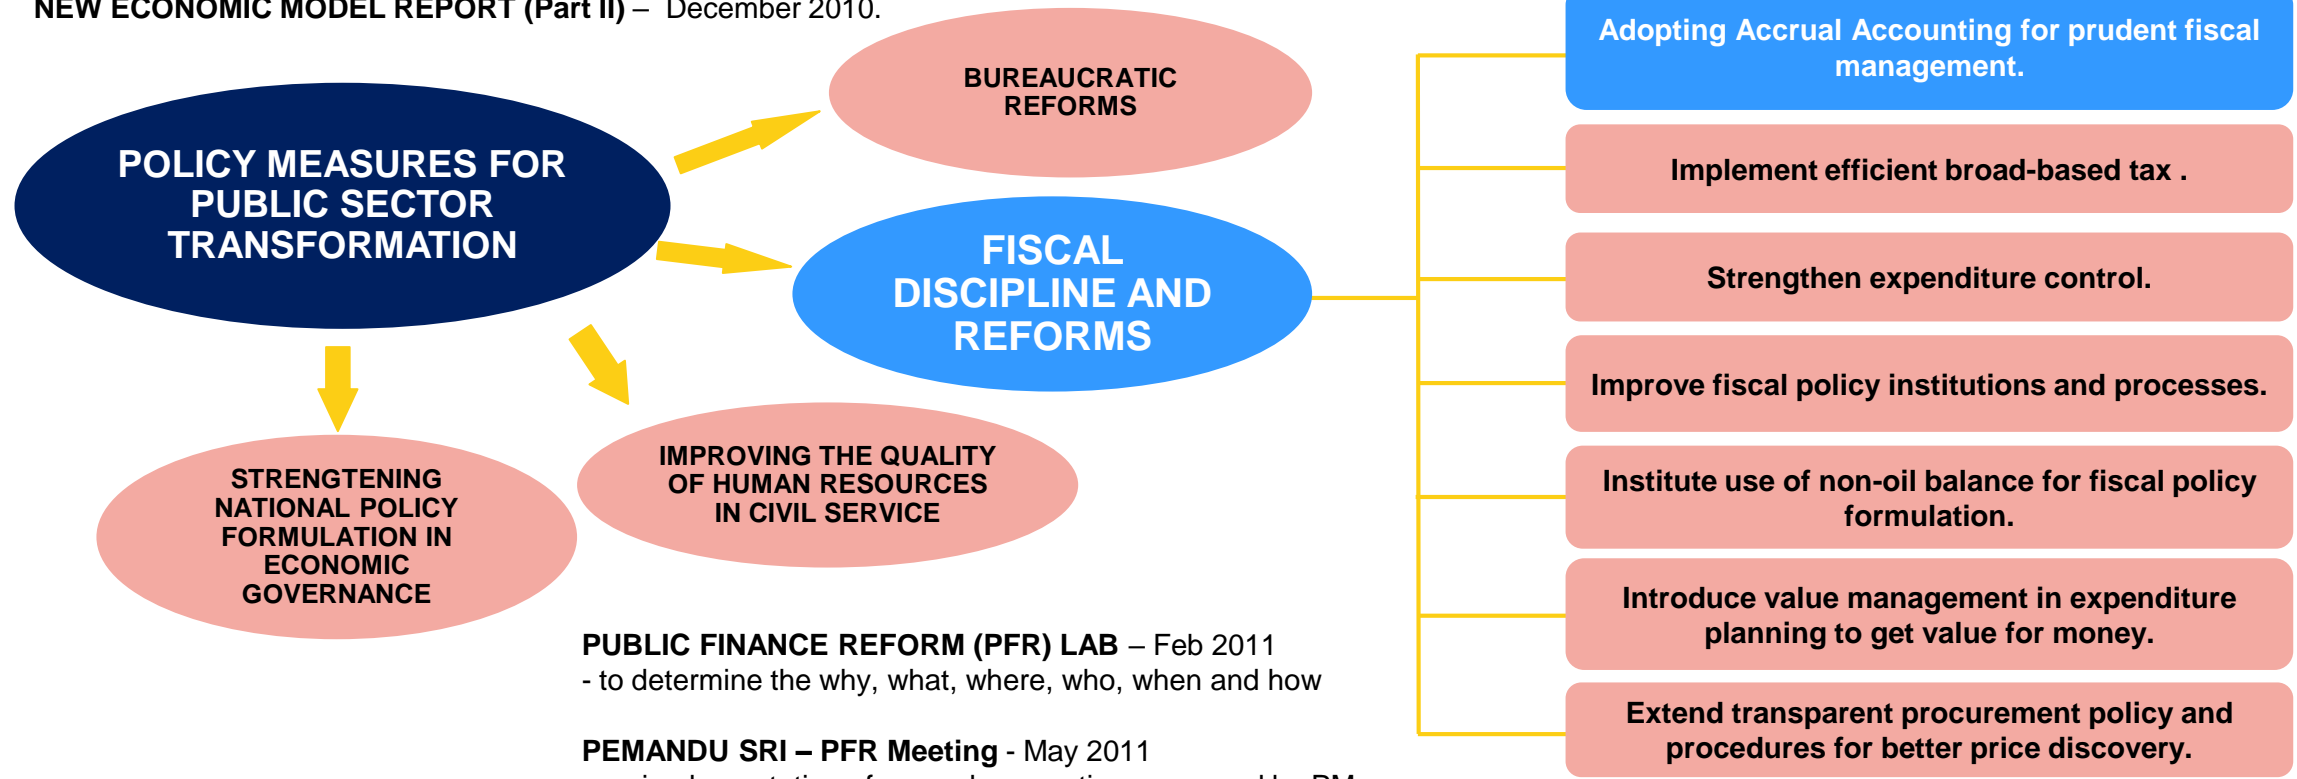 NEW ECONOMIC MODEL REPORT (Part II) – December 2010.
POLICY MEASURES FOR
PUBLIC SECTOR
TRANSFORMATION
BUREAUCRATIC
REFORMS
FISCAL
DISCIPLINE AND
REFORMS
IMPROVING THE QUALITY
OF HUMAN RESOURCES
IN CIVIL SERVICE
STRENGTENING
NATIONAL POLICY
FORMULATION IN
ECONOMIC
GOVERNANCE
Adopting Accrual Accounting for prudent fiscal
management.
Implement efficient broad-based tax .
Strengthen expenditure control.
Improve fiscal policy institutions and processes.
Institute use of non-oil balance for fiscal policy
formulation.
Introduce value management in expenditure
planning to get value for money.
Extend transparent procurement policy and
procedures for better price discovery.
PUBLIC FINANCE REFORM (PFR) LAB – Feb 2011
- to determine the why, what, where, who, when and how
PEMANDU SRI – PFR Meeting - May 2011